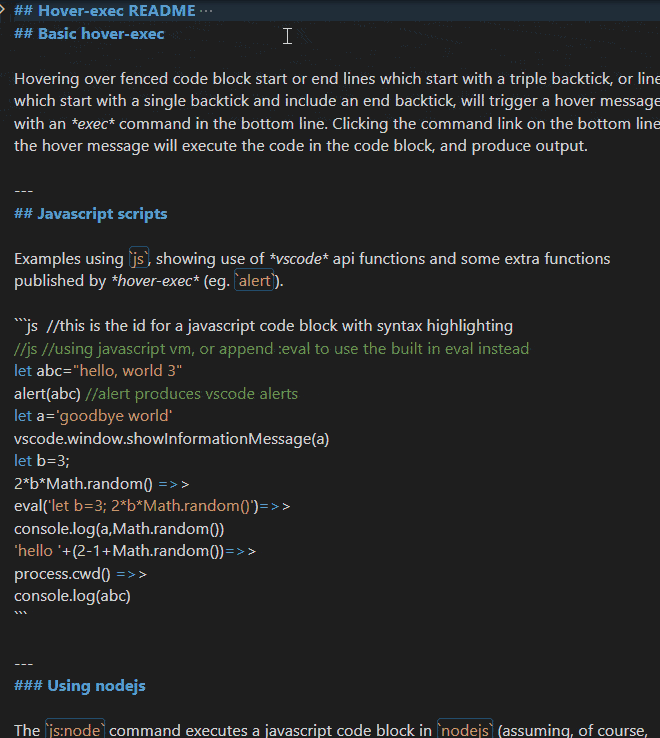 ## Hover-exec README ···
## Basic hover-exec
Hovering over fenced code block start or end lines which start with a triple backtick, or line
which start with a single backtick and include an end backtick, will trigger a hover message
with an *exec* command in the bottom line. Clicking the command link on the bottom line
the hover message will execute the code in the code block, and produce output.
---
## Javascript scripts
Examples using `js`, showing use of *vscode* api functions and some extra functions
published by *hover-exec* (eg. `alert`).
```js  //this is the id for a javascript code block with syntax highlighting
//js //using javascript vm, or append :eval to use the built in eval instead
let abc="hello, world 3"
alert(abc) //alert produces vscode alerts
let a='goodbye world'
vscode.window.showInformationMessage(a)
let b=3;
2*b*Math.random() =>>
eval('let b=3; 2*b*Math.random()')=>>
console.log(a,Math.random())
'hello '+(2-1+Math.random())=>>
process.cwd() =>>
console.log(abc)
```
---
### Using nodejs
The `js:node` command executes a javascript code block in `nodejs` (assuming, of course,